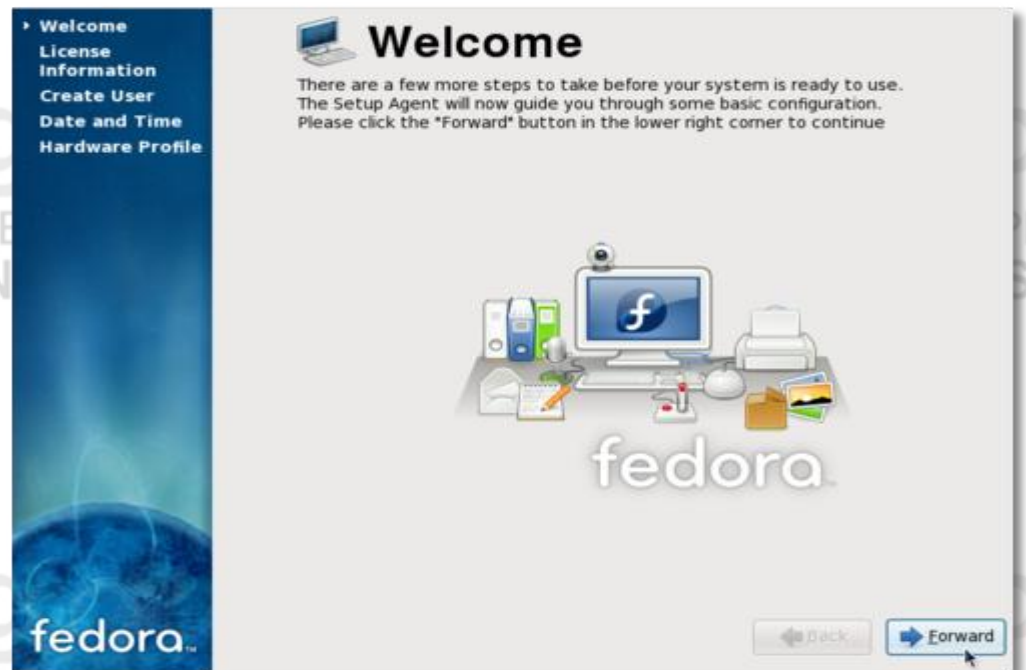 Welcome
License
Information
Create User
Date and Time
Hardware Profile
Welcome
There are a few more steps to take before your system is ready to use.
The Setup Agent will now guide you through some basic configuration.
Please click the "Forward" button in the lower right corner to continue
fedora
fedora
Back
Forward